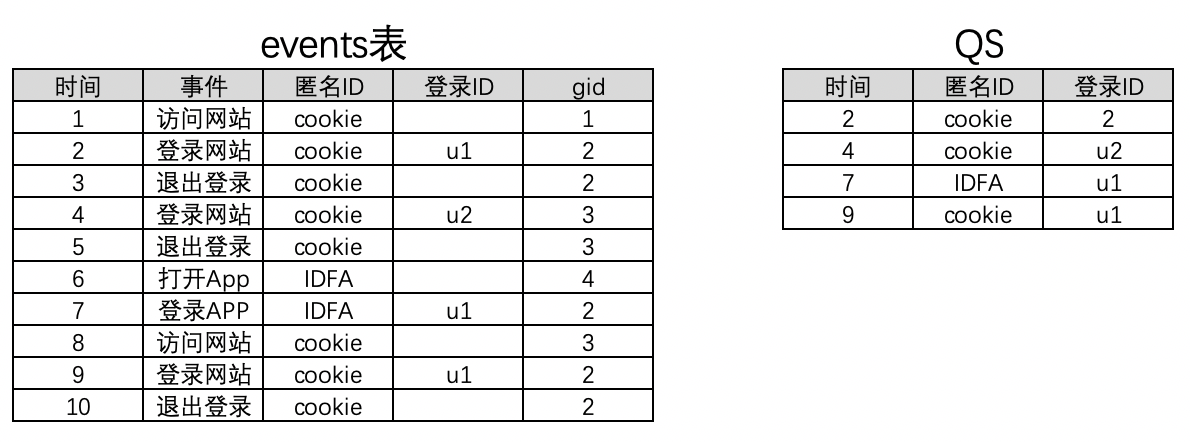 events表
时间 事件 匿名ID 登录ID gid
1 访问网站 cookie 1
2 登录网站 cookie u1 2
3 退出登录 cookie 2
4 登录网站 cookie u2 3
5 退出登录 cookie 3
6 打开App IDFA 4
7 登录APP IDFA u1 2
8 访问网站 cookie 3
9 登录网站 cookie u1 2
10 退出登录 cookie 2
QS
时间 匿名ID 登录ID
2 cookie 2
4 cookie u2
7 IDFA u1
9 cookie u1